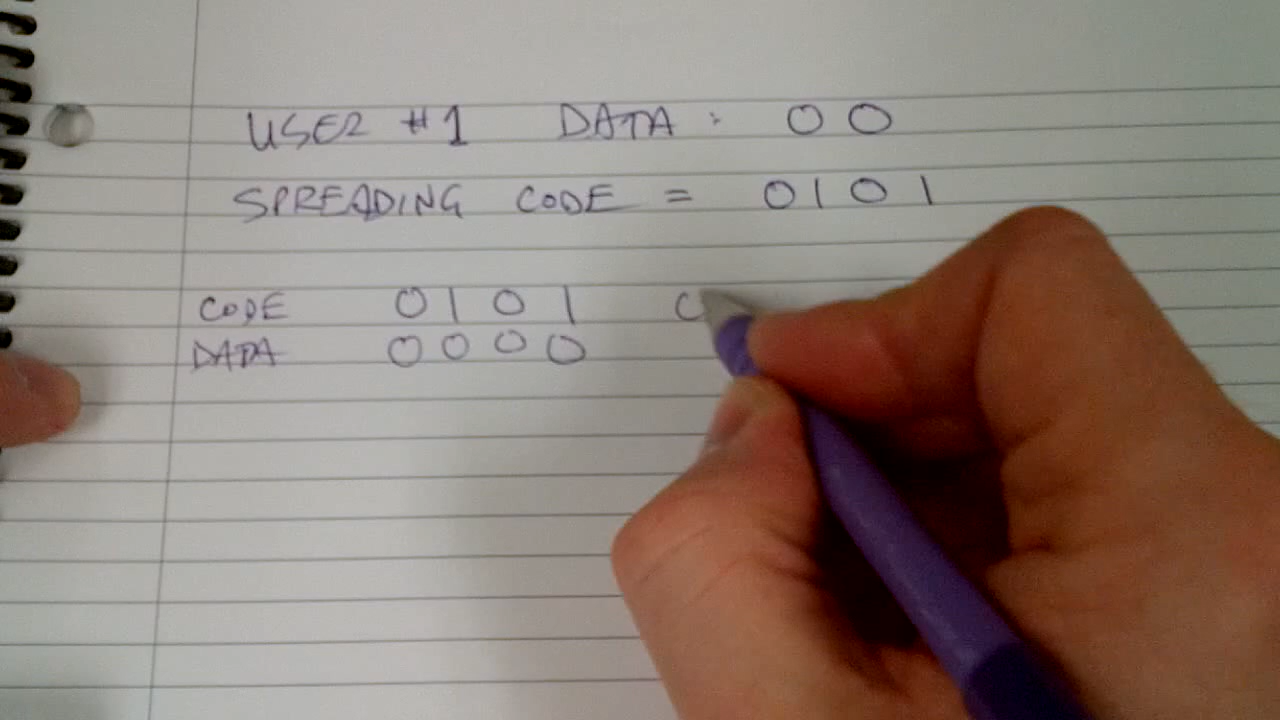 USER #1 DATA : 0 0
SPREADING CODE = 0 1 0 1
CODE 0 1 0 1
DATA 0 0 0 0